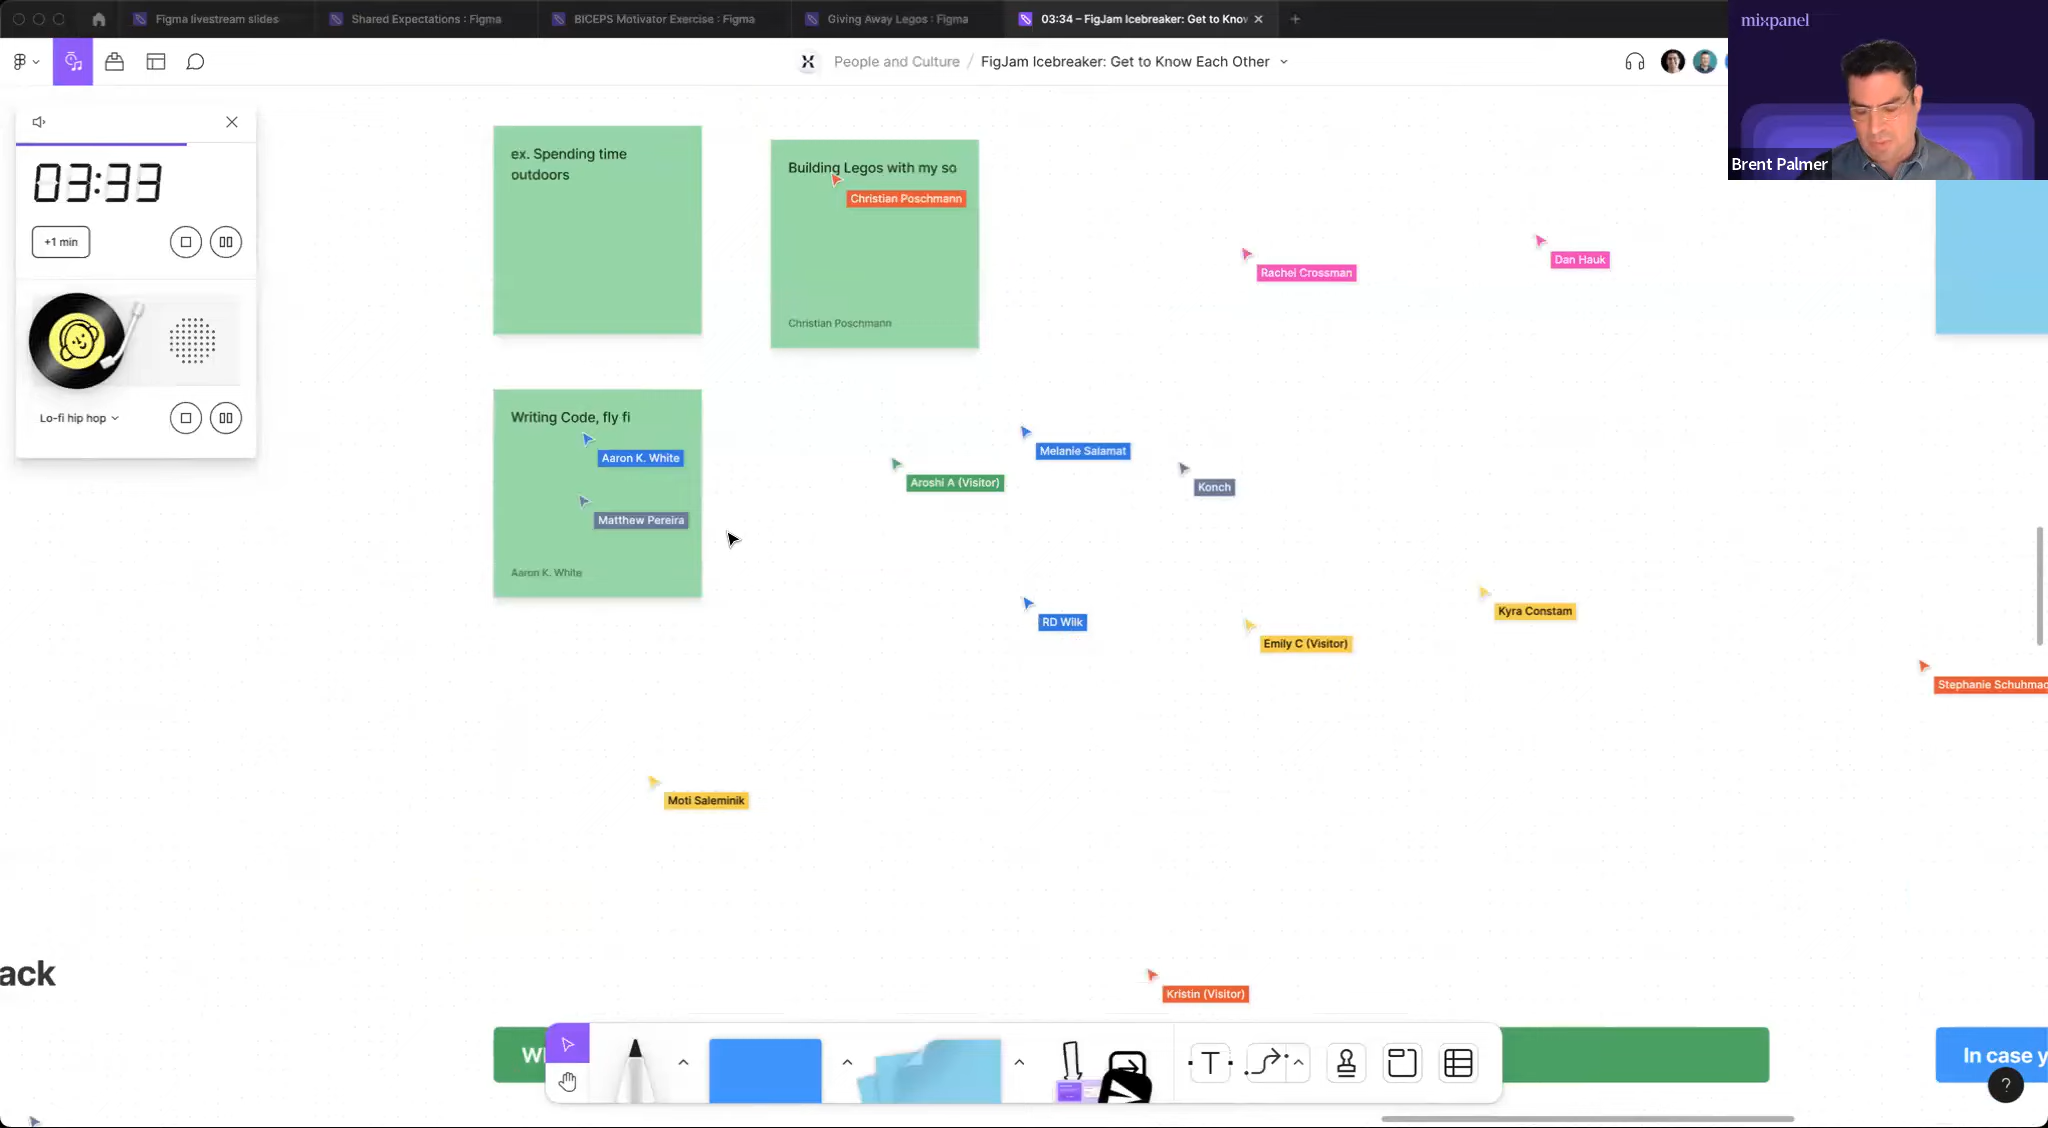 Figma livestream slides
Shared Expectations : Figma
BICEPS Motivator Exercise : Figma
Giving Away Legos : Figma
03:34 – FigJam Icebreaker: Get to Know
mixpanel
People and Culture / FigJam Icebreaker: Get to Know Each Other
Brent Palmer
03:33
+1 min
Lo-fi hip hop
ex. Spending time
outdoors
Building Legos with my so
Christian Poschmann
Christian Poschmann
Rachel Crossman
Dan Hauk
Writing Code, fly fi
Aaron K. White
Matthew Pereira
Aaron K. White
Melanie Salamat
Aroshi A (Visitor)
Konch
RD Wilk
Emily C (Visitor)
Kyra Constam
Stephanie Schuhmac
Moti Saleminik
ack
Kristin (Visitor)
W
T
In case y
?